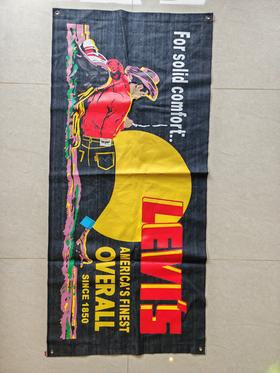 For solid comfort..
LEVI'S
AMERICA'S FINEST
OVERALL
SINCE 1850